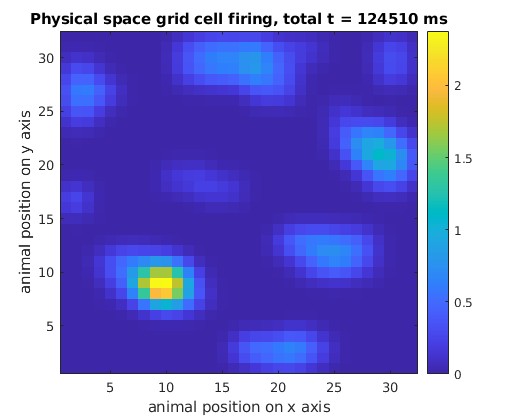 Physical space grid cell firing, total t = 124510 ms
animal position on y axis
30
25
20
15
10
5
5 10 15 20 25 30
animal position on x axis
2
1.5
1
0.5
0